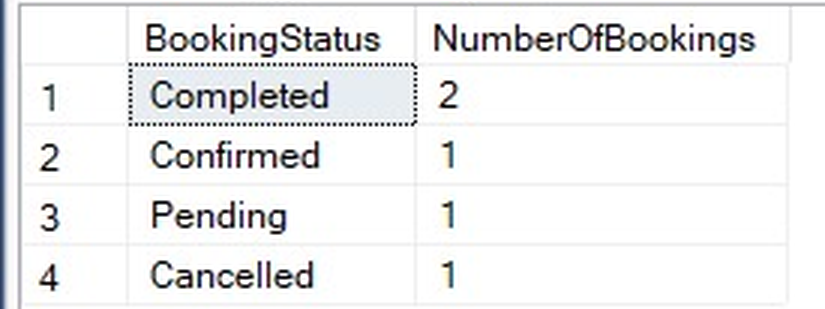 BookingStatus NumberOfBookings
1 Completed 2
2 Confirmed 1
3 Pending 1
4 Cancelled 1